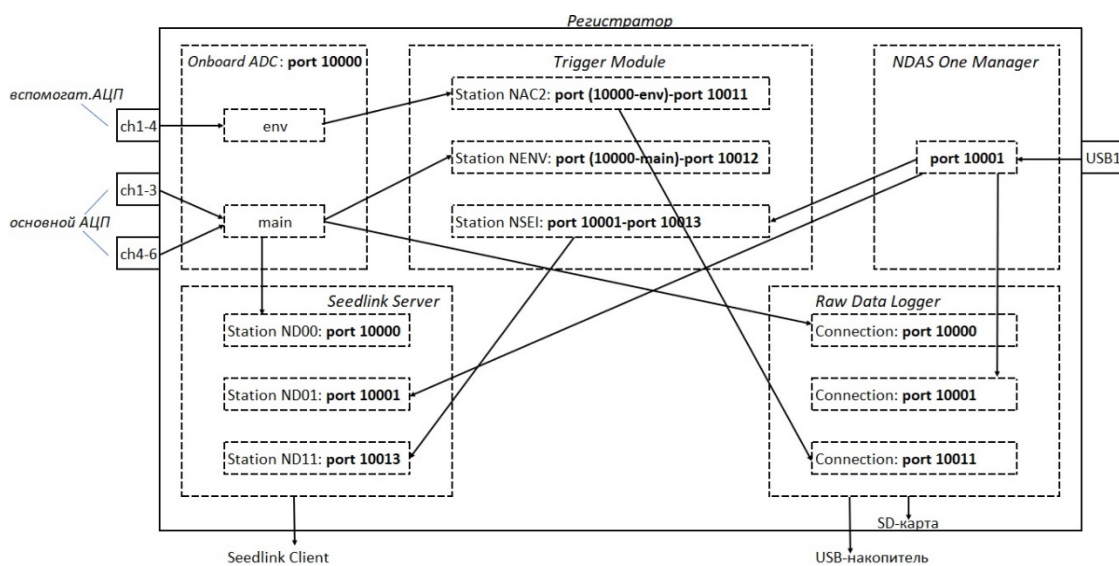 Регистратор
Onboard ADC: port 10000
Trigger Module
NDAS One Manager
вспомогат.АЦП
Station NAC2: port (10000-env)-port 10011
ch1-4
env
Station NENV: port (10000-main)-port 10012
port 10001
USB1
ch1-3
основной АЦП
main
Station NSEI: port 10001-port 10013
ch4-6
Seedlink Server
Raw Data Logger
Station ND00: port 10000
Connection: port 10000
Station ND01: port 10001
Connection: port 10001
Station ND11: port 10013
Connection: port 10011
SD-карта
Seedlink Client
USB-накопитель